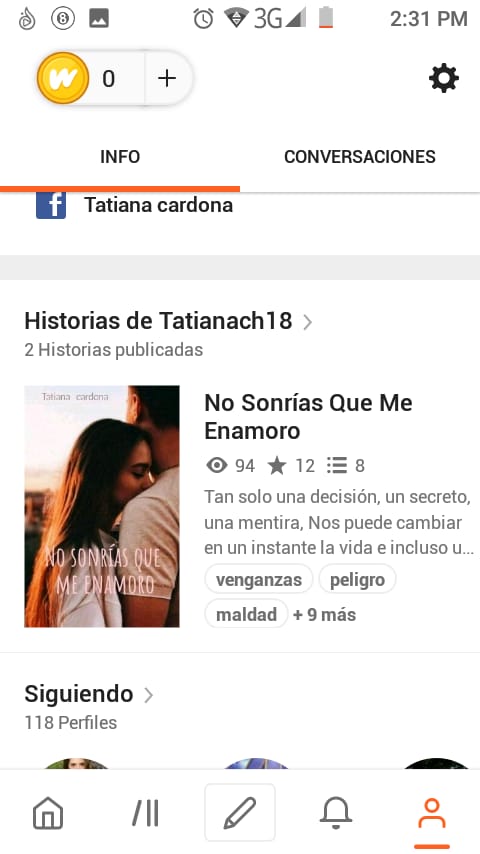 3G 2:31 PM
0 +
INFO CONVERSACIONES
Tatiana cardona
Historias de Tatianach18
2 Historias publicadas
Tatiana cardona
NO SONRÍAS QUE
ME ENAMORO
No Sonrías Que Me
Enamoro
94 12 8
Tan solo una decisión, un secreto,
una mentira, Nos puede cambiar
en un instante la vida e incluso u...
venganzas peligro
maldad + 9 más
Siguiendo
118 Perfiles